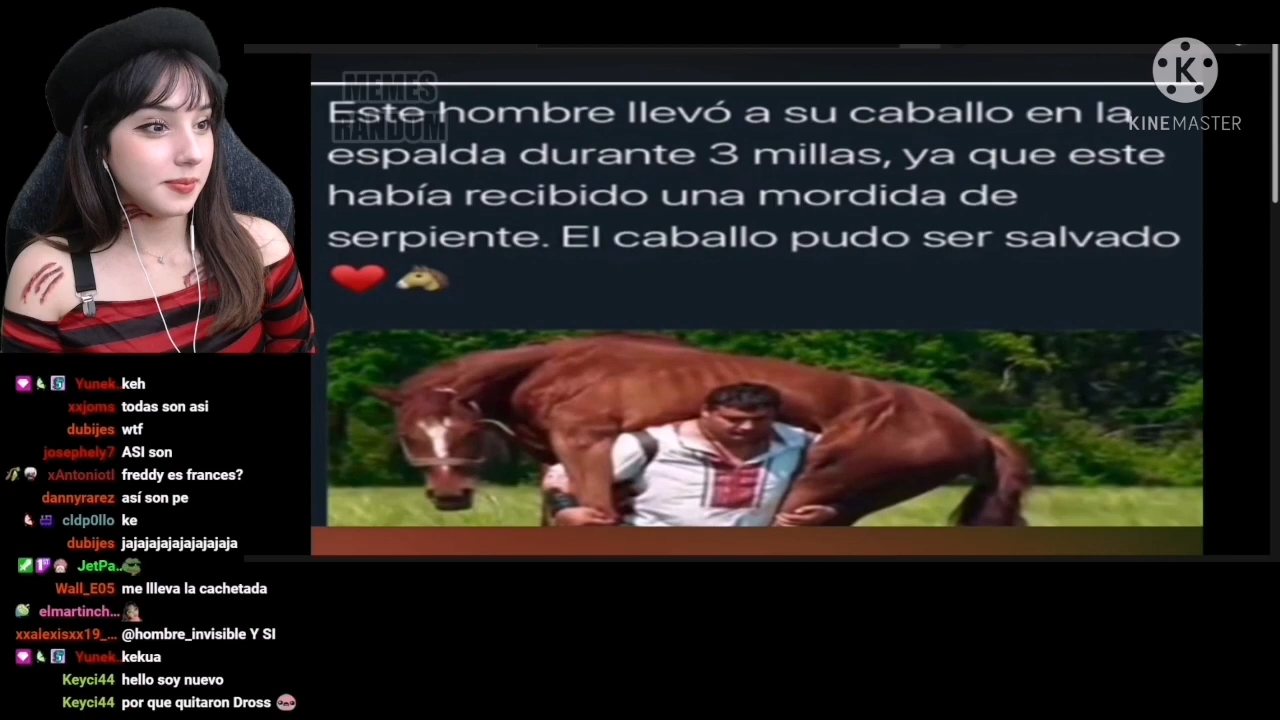 MEMES
RANDOM
Este hombre llevó a su caballo en la
espalda durante 3 millas, ya que este
había recibido una mordida de
serpiente. El caballo pudo ser salvado
❤️ 🐴
K
KINEMASTER
Yunek keh
xxjoms todas son asi
dubijes wtf
josephely7 ASI son
xAntoniotl freddy es frances?
dannyrarez así son pe
cldp0llo ke
dubijes jajajajajajajajaja
JetPa..
Wall_E05 me llleva la cachetada
elmartinch...
xxalexisxx19_... @hombre_invisible Y SI
Yunek kekua
Keyci44 hello soy nuevo
Keyci44 por que quitaron Dross